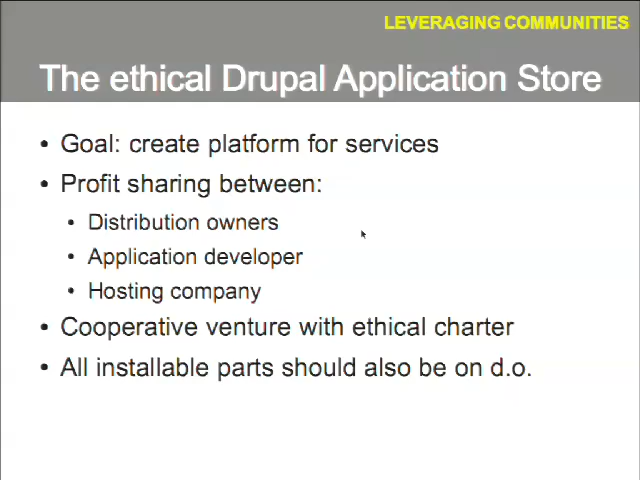 LEVERAGING COMMUNITIES
The ethical Drupal Application Store
• Goal: create platform for services
• Profit sharing between:
• Distribution owners
• Application developer
• Hosting company
• Cooperative venture with ethical charter
• All installable parts should also be on d.o.